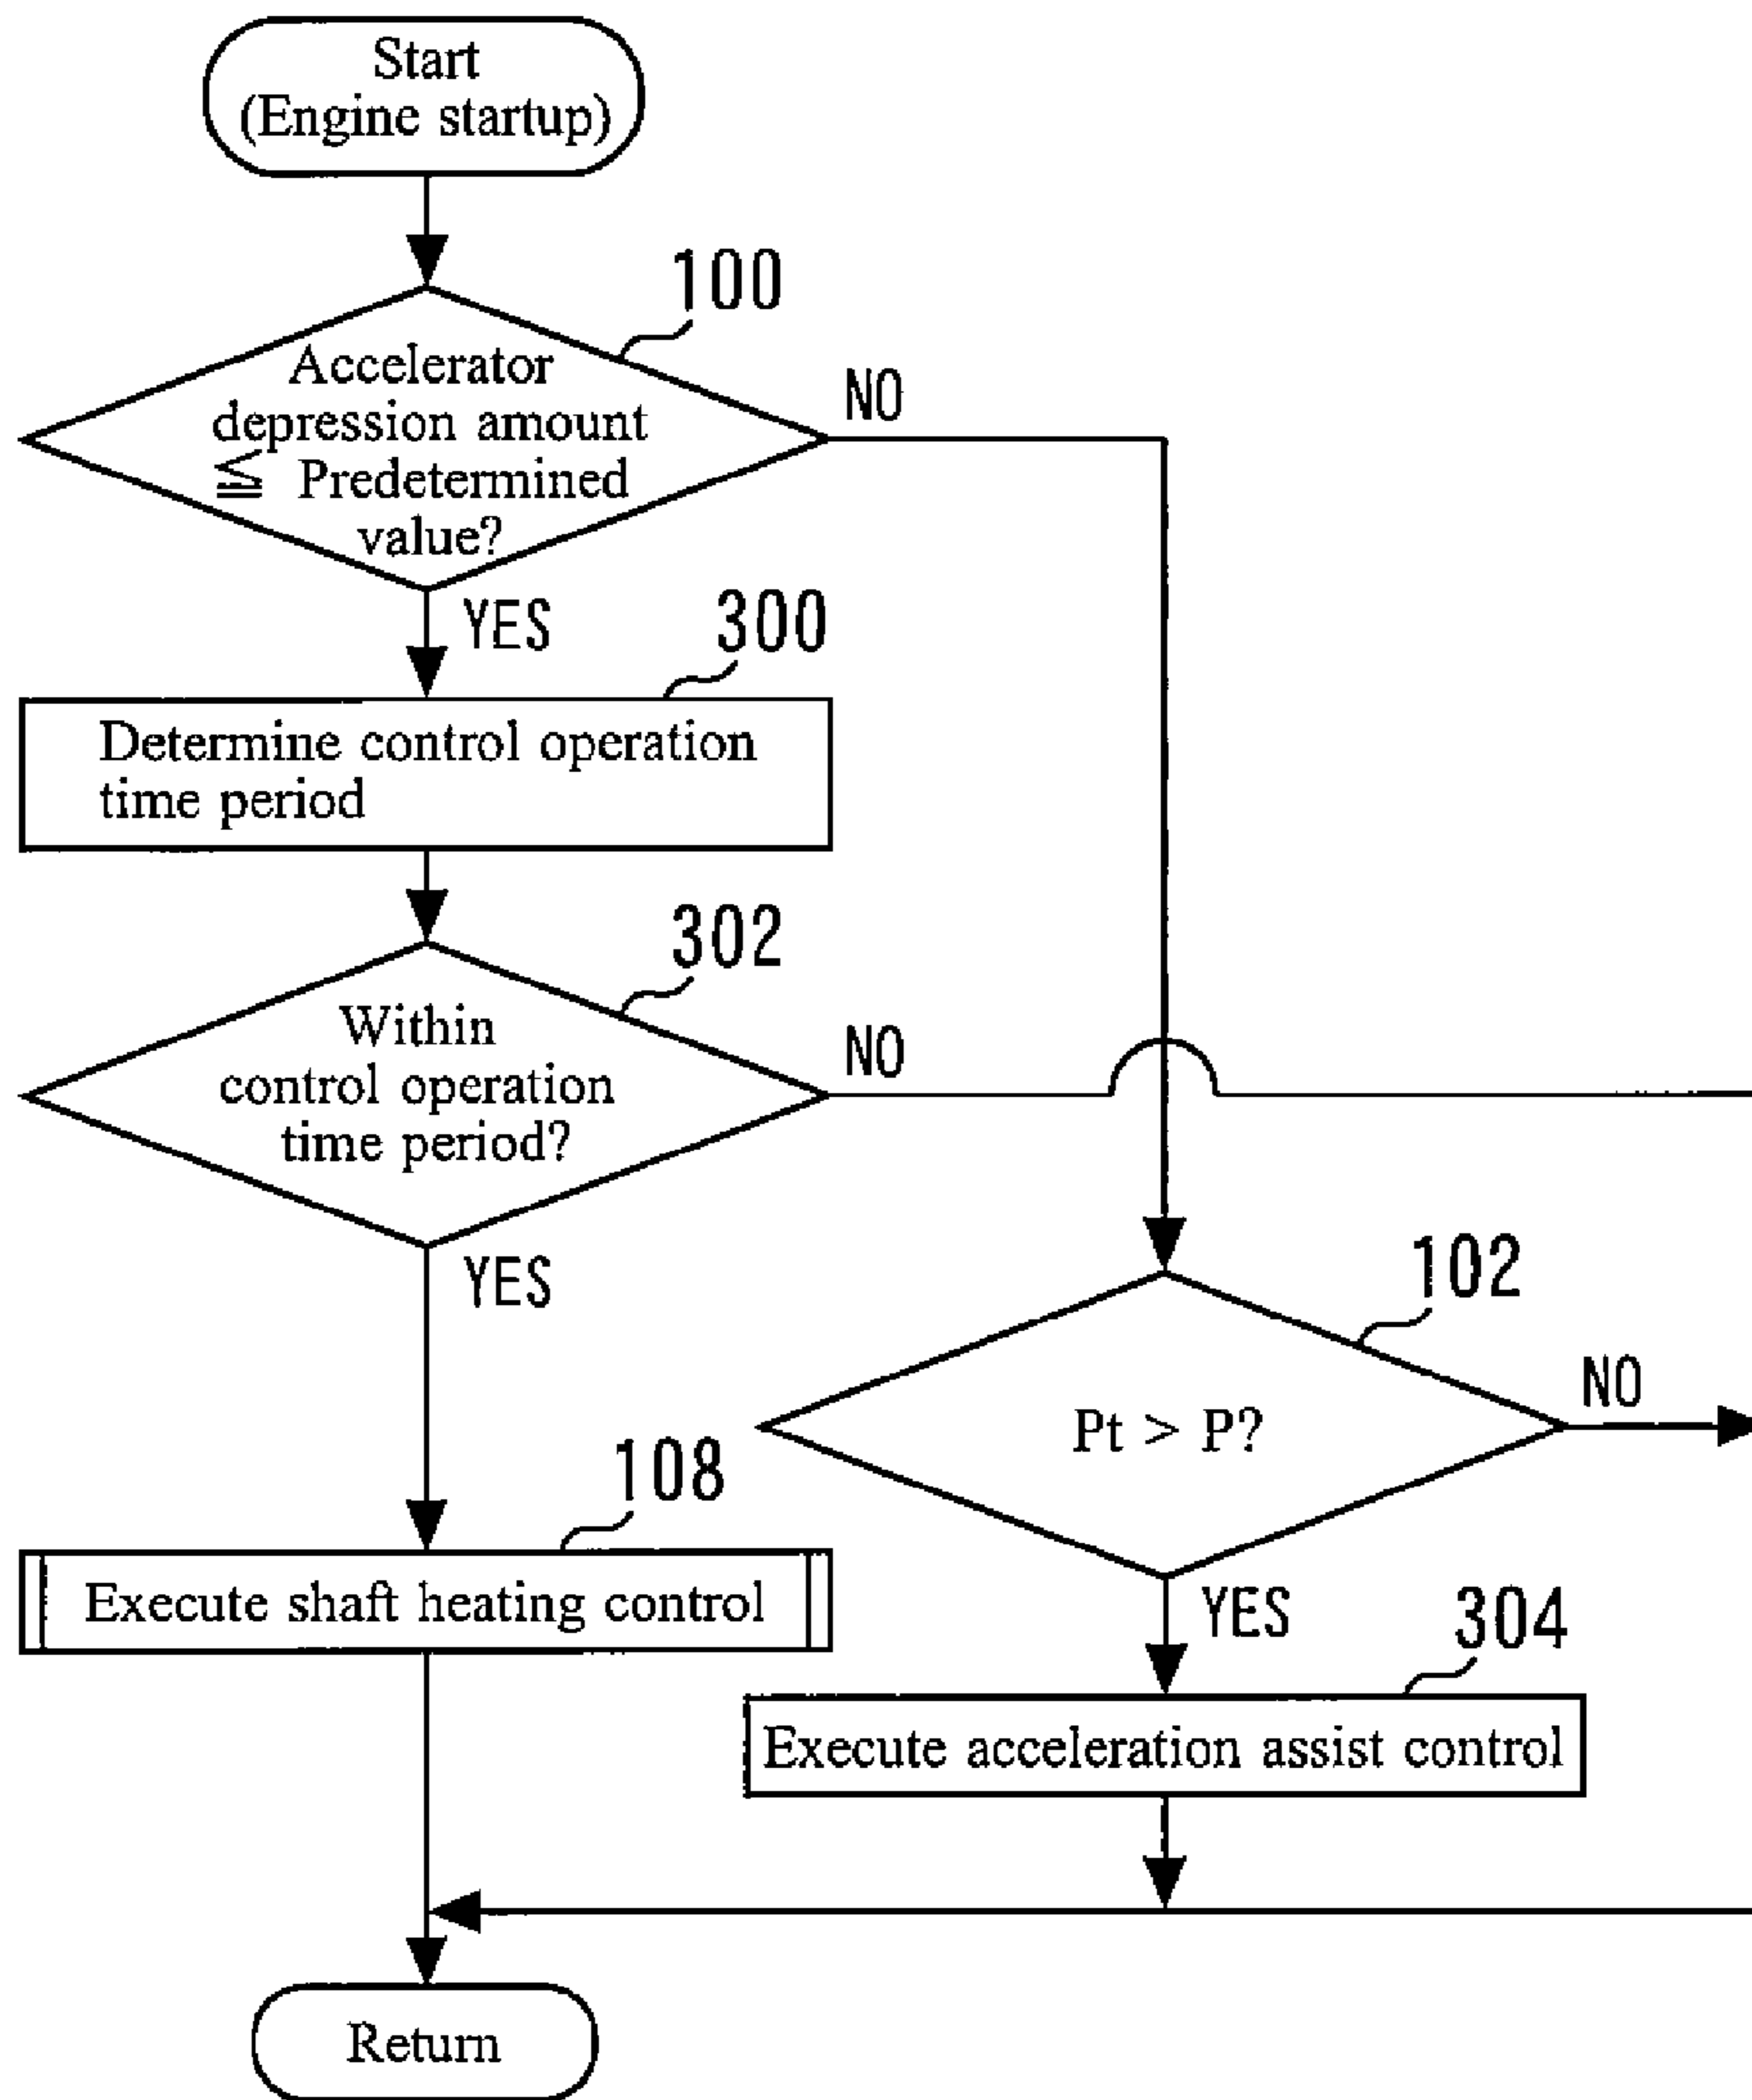 Start
(Engine startup)
100
Accelerator
depression amount
≦ Predetermined
value?
NO
YES
300
Determine control operation
time period
302
Within
control operation
time period?
NO
YES
102
Pt > P?
NO
YES
108
Execute shaft heating control
304
Execute acceleration assist control
Return